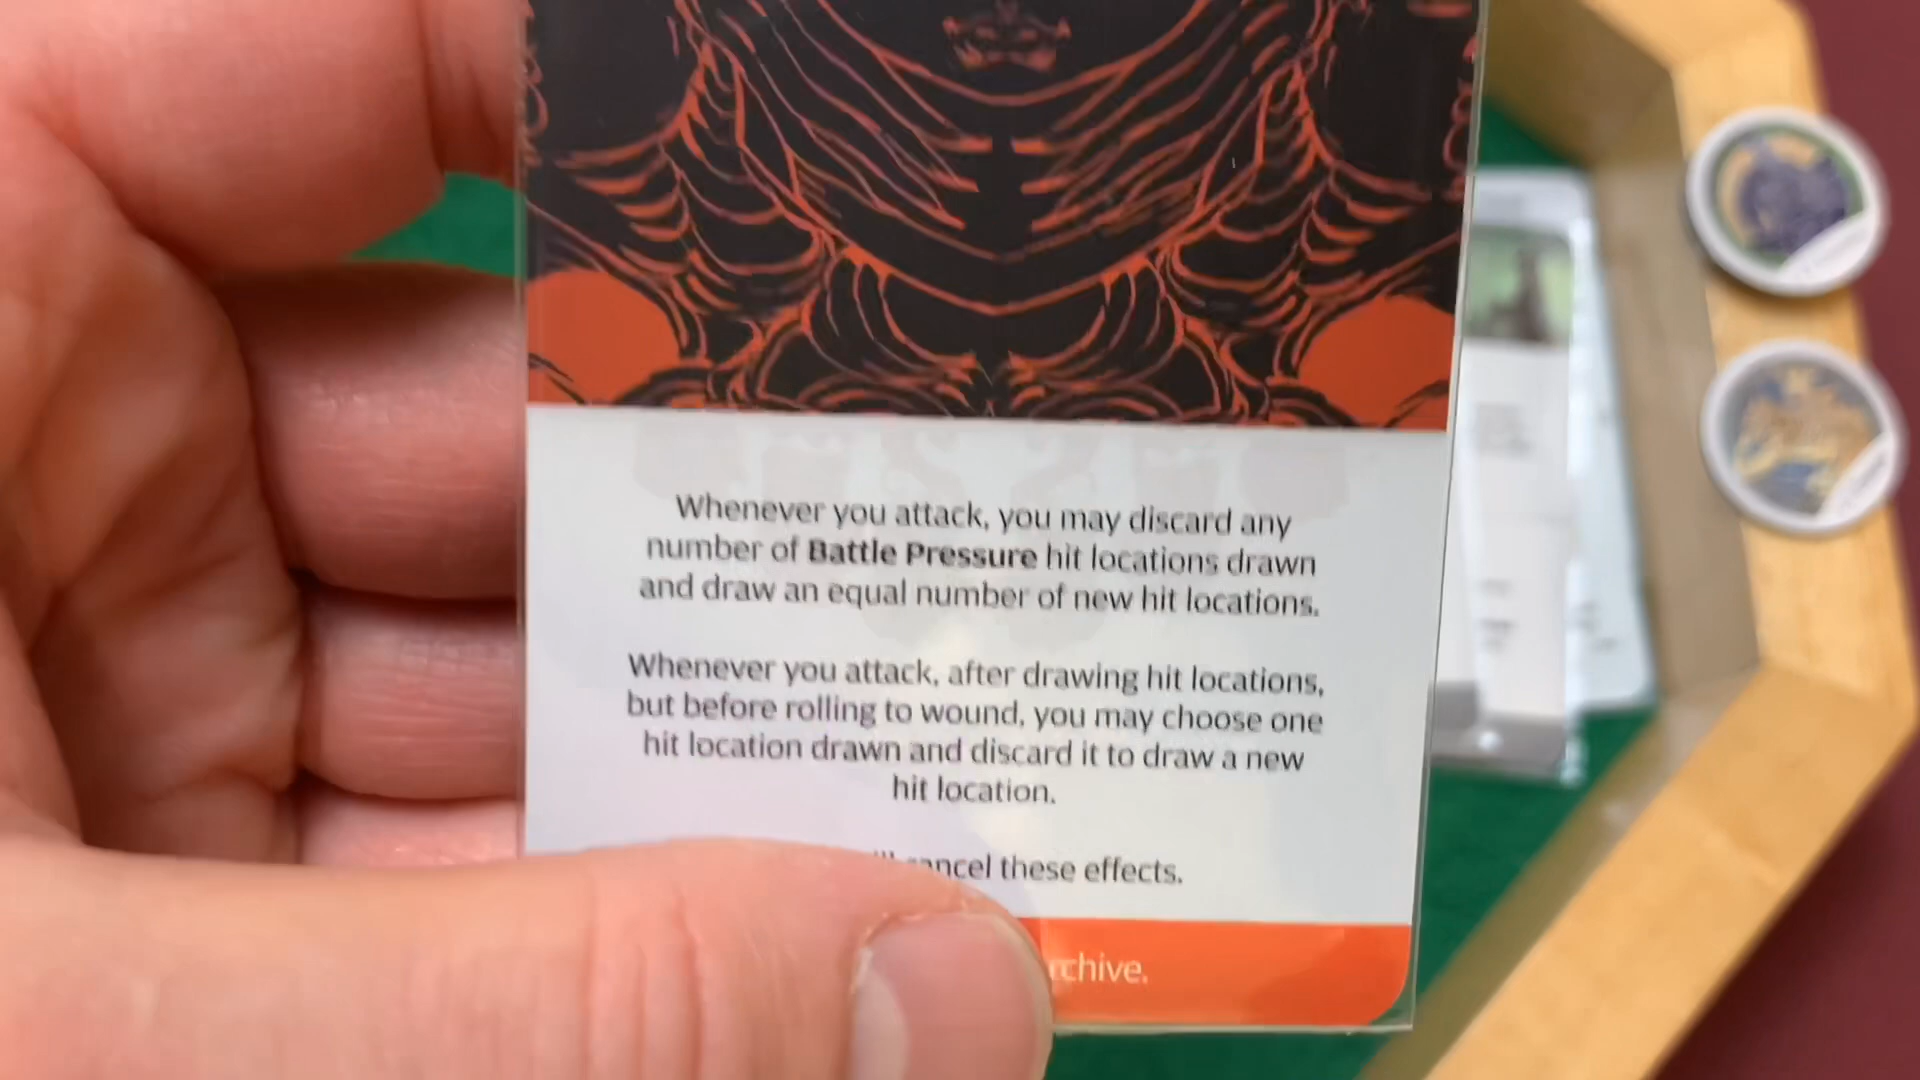 Whenever you attack, you may discard any
number of Battle Pressure hit locations drawn
and draw an equal number of new hit locations.
Whenever you attack, after drawing hit locations,
but before rolling to wound, you may choose one
hit location drawn and discard it to draw a new
hit location.
these effects.